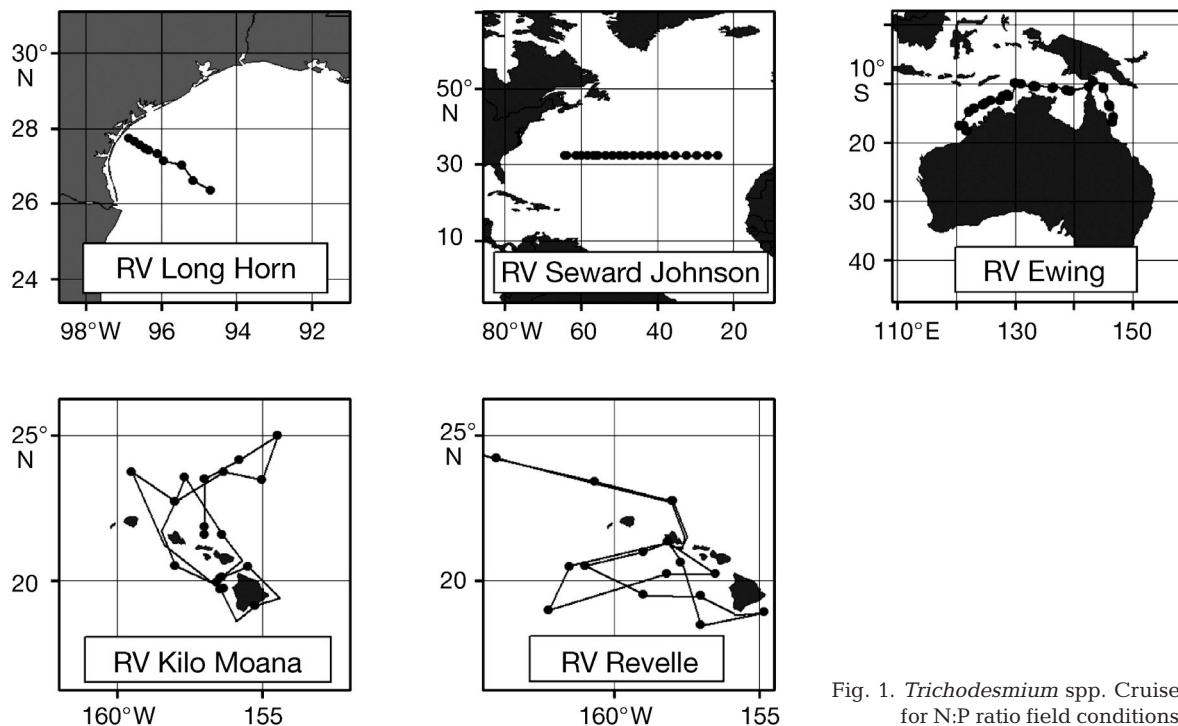 30°
N
28
26
24
98°W 96 94 92
RV Long Horn
50°
N
30
10
80°W 60 40 20
RV Seward Johnson
10°
S
20
30
40
110°E 130 150
RV Ewing
25°
N
20
160°W 155
RV Kilo Moana
25°
N
20
160°W 155
RV Revelle
Fig. 1. Trichodesmium spp. Cruise
for N:P ratio field conditions